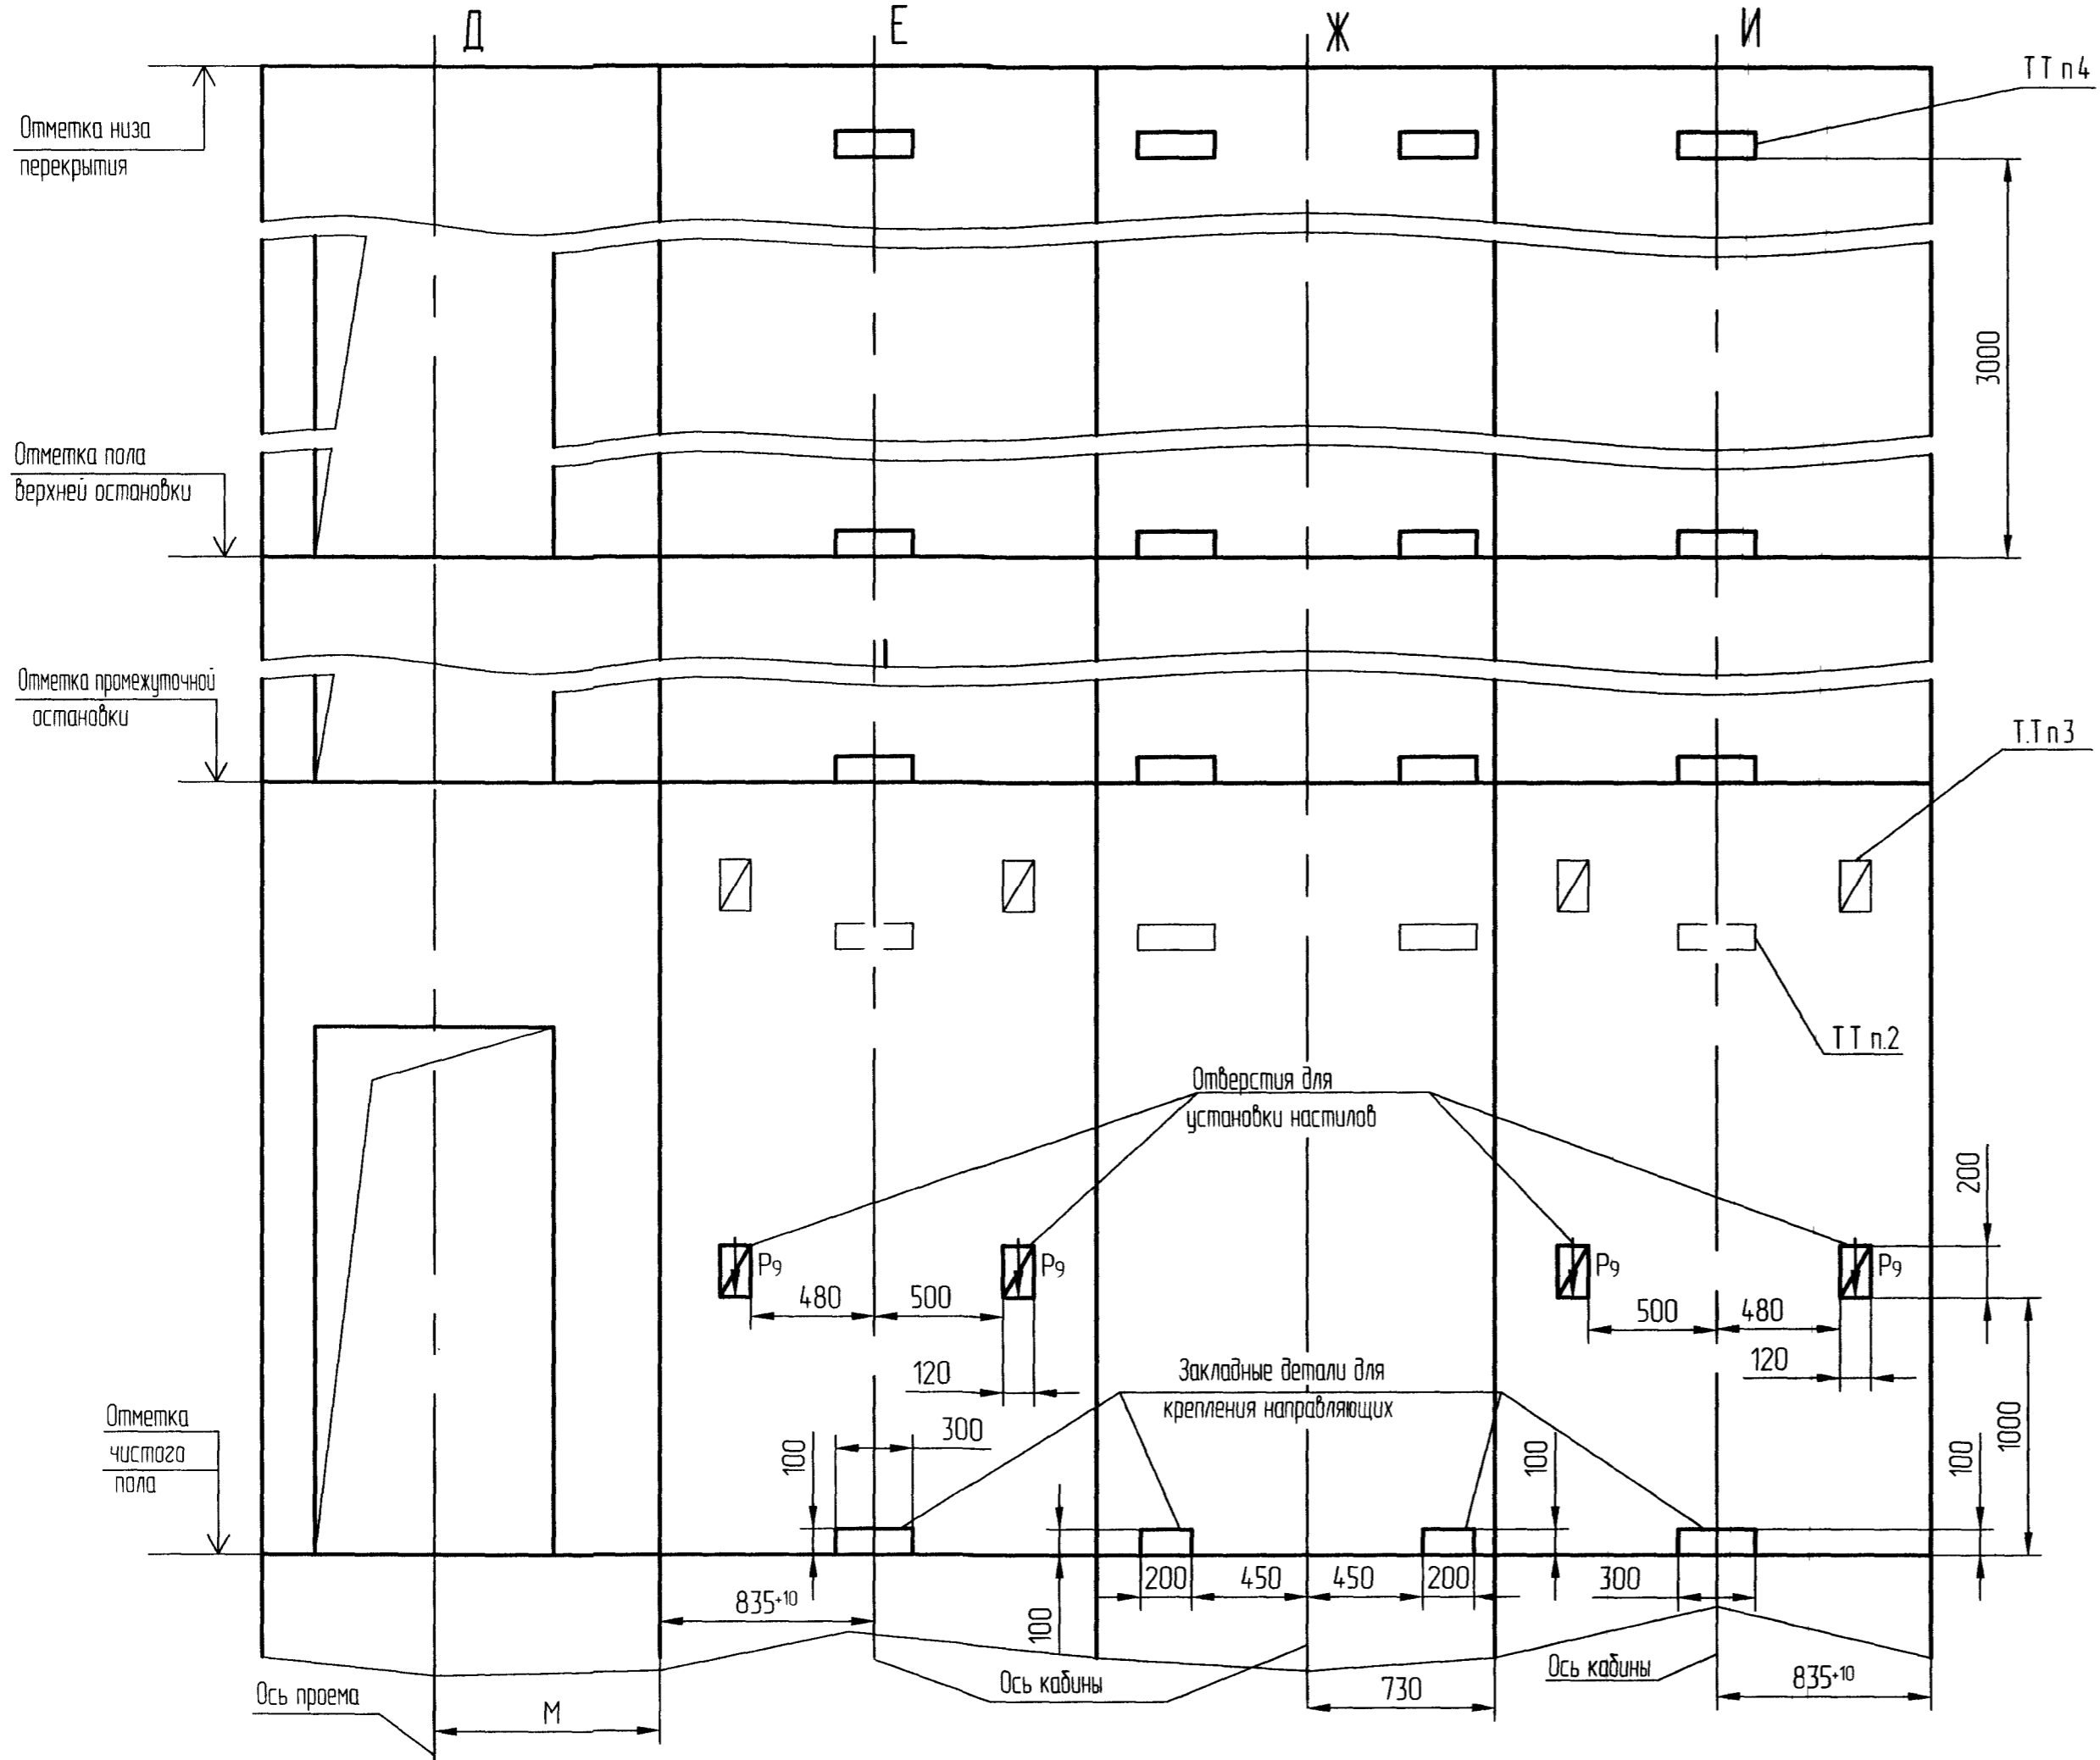 Д
Е
Ж
И
ТТ п4
Отметка низа
перекрытия
3000
Отметка пола
верхней остановки
Отметка промежуточной
остановки
Т.Тп3
ТТ п.2
Отверстия для
установки настилов
200
Р9
Р9
Р9
Р9
480
500
500
480
120
120
Закладные детали для
крепления направляющих
1000
Отметка
чистого
пола
300
100
100
100
200
450
450
200
300
835+10
100
Ось кабины
Ось кабины
Ось проема
М
730
835+10